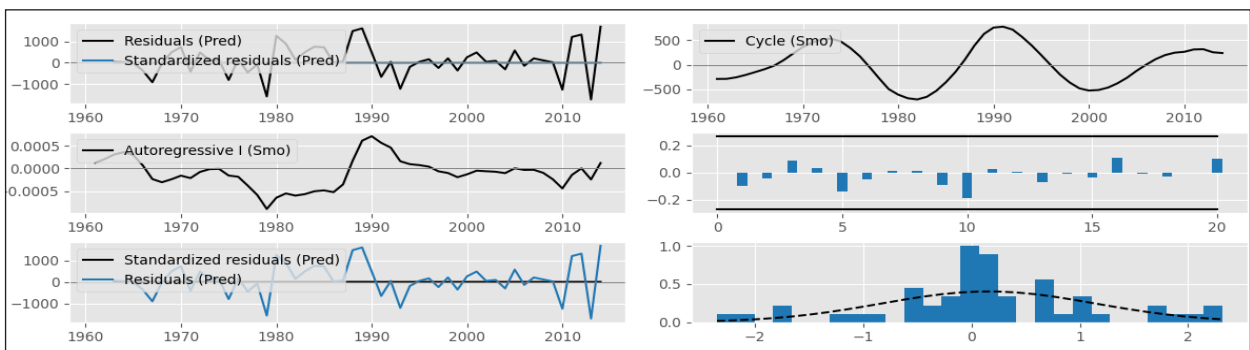 1000
0
−1000
Residuals (Pred)
Standardized residuals (Pred)
1960 1970 1980 1990 2000 2010
500
0
−500
Cycle (Smo)
1960 1970 1980 1990 2000 2010
0.0005
0.0000
-0.0005
Autoregressive I (Smo)
1960 1970 1980 1990 2000 2010
0.2
0.0
−0.2
0 5 10 15 20
1000
0
−1000
Standardized residuals (Pred)
Residuals (Pred)
1960 1970 1980 1990 2000 2010
1.0
0.5
0.0
−2 −1 0 1 2